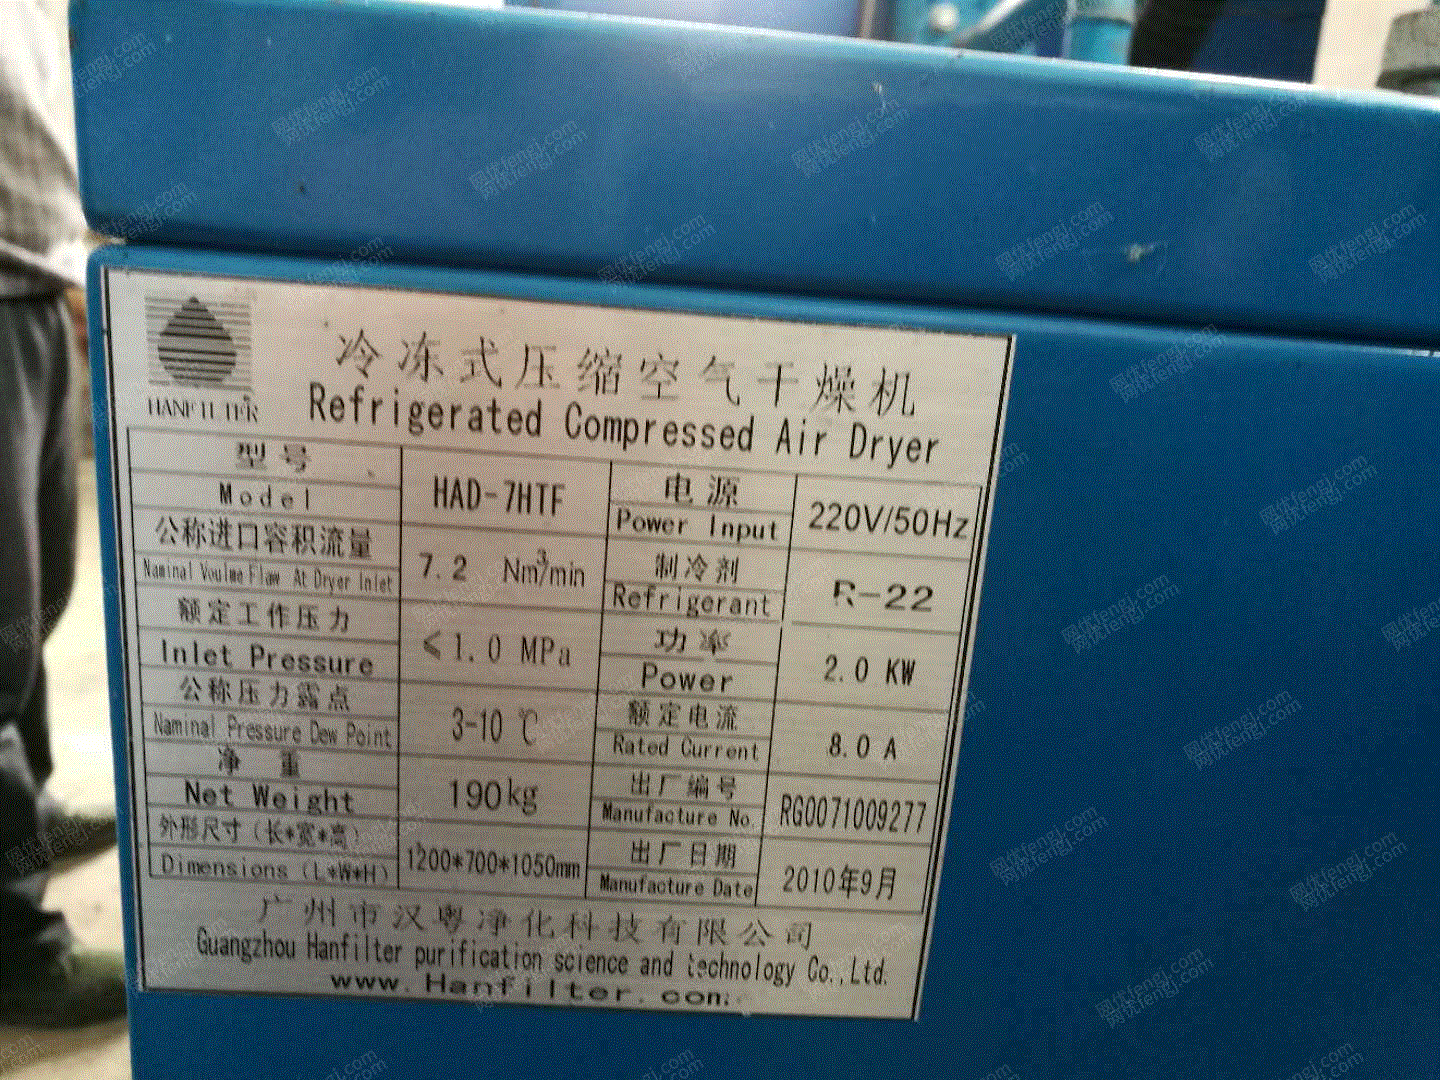 HANFILTER
冷冻式压缩空气干燥机
Refrigerated Compressed Air Dryer
型号
Model
HAD-7HTF
电源
Power Input
220V/50Hz
公称进口容积流量
Naminal Voulme Flaw At Dryer Inlet
7.2 Nm³/min
制冷剂
Refrigerant
R-22
额定工作压力
Inlet Pressure
≤1.0 MPa
功率
Power
2.0 KW
公称压力露点
Naminal Pressure Dew Point
3-10 ℃
额定电流
Rated Current
8.0 A
净 重
Net Weight
190kg
出厂编号
Manufacture No.
RG0071009277
外形尺寸（长*宽*高）
Dimensions (L*W*H)
1200*700*1050mm
出厂日期
Manufacture Date
2010年9月
广州市汉粤净化科技有限公司
Guangzhou Hanfilter purification science and technology Co.,Ltd.
www.Hanfilter.com